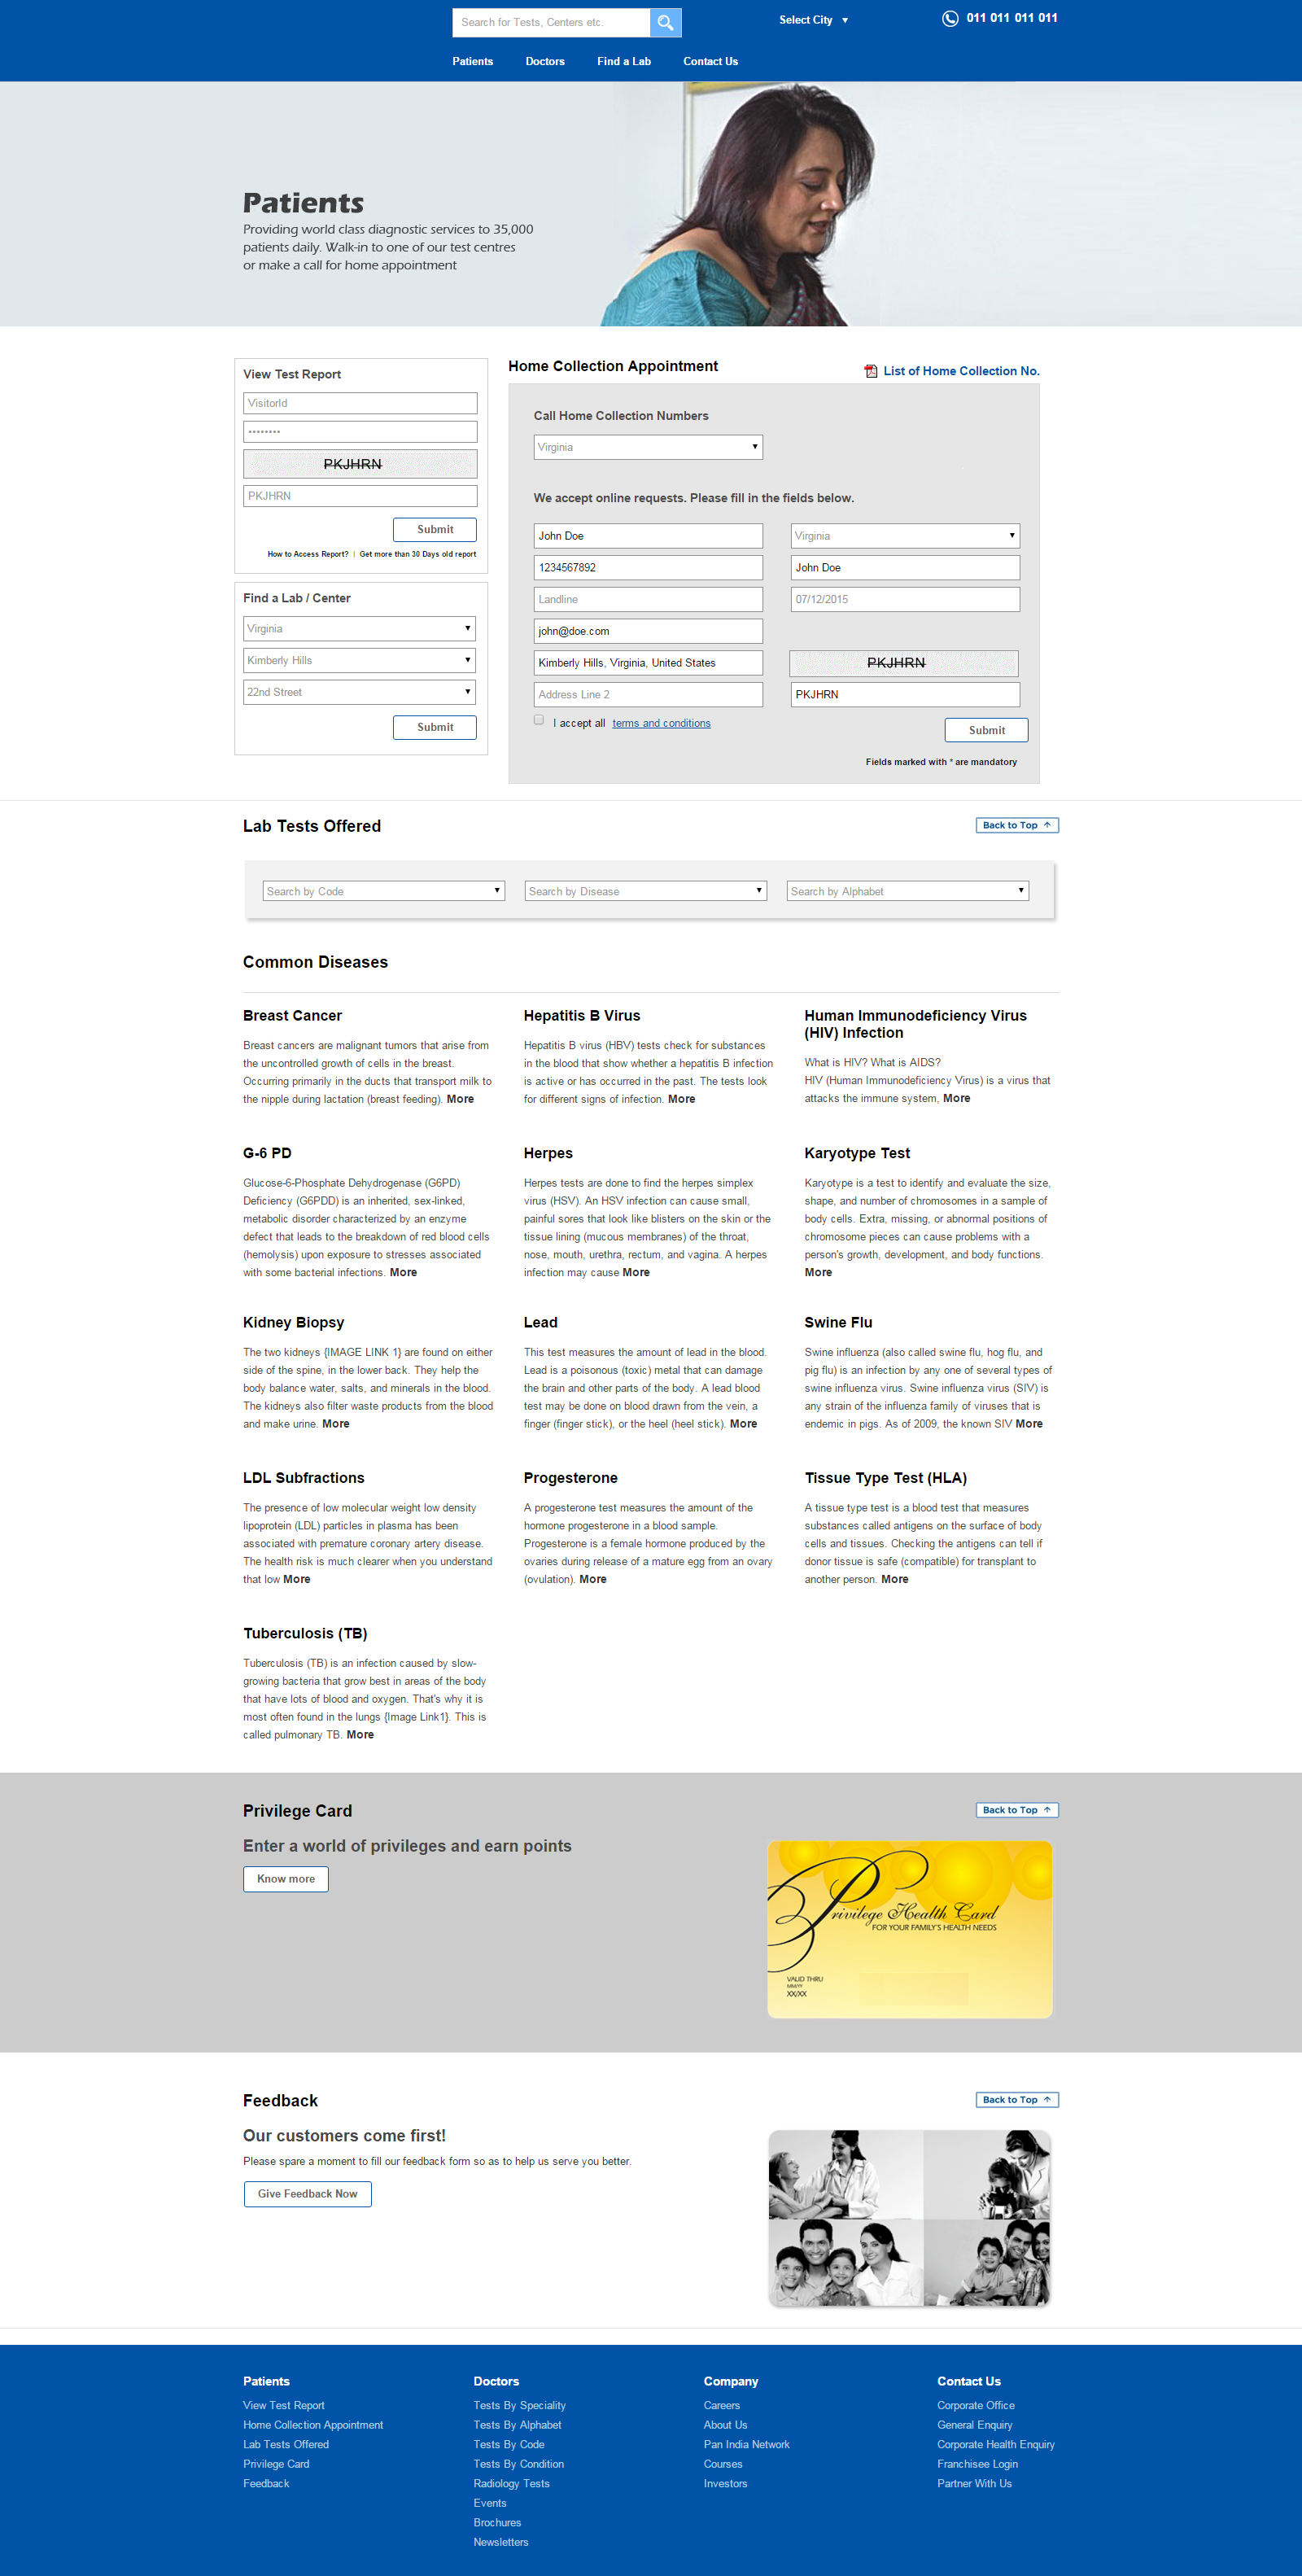 Search for Tests, Centers etc.
Select City
011 011 011 011
Patients
Doctors
Find a Lab
Contact Us
Patients
Providing world class diagnostic services to 35,000
patients daily. Walk-in to one of our test centres
or make a call for home appointment
View Test Report
VisitorId
PKJHRN
PKJHRN
Submit
How to Access Report? | Get more than 30 Days old report
Find a Lab / Center
Virginia
Kimberly Hills
22nd Street
Submit
Home Collection Appointment
List of Home Collection No.
Call Home Collection Numbers
Virginia
We accept online requests. Please fill in the fields below.
John Doe
Virginia
1234567892
John Doe
Landline
07/12/2015
john@doe.com
Kimberly Hills, Virginia, United States
PKJHRN
Address Line 2
PKJHRN
I accept all terms and conditions
Submit
Fields marked with * are mandatory
Lab Tests Offered
Back to Top
Search by Code
Search by Disease
Search by Alphabet
Common Diseases
Breast Cancer
Breast cancers are malignant tumors that arise from
the uncontrolled growth of cells in the breast.
Occurring primarily in the ducts that transport milk to
the nipple during lactation (breast feeding). More
Hepatitis B Virus
Hepatitis B virus (HBV) tests check for substances
in the blood that show whether a hepatitis B infection
is active or has occurred in the past. The tests look
for different signs of infection. More
Human Immunodeficiency Virus
(HIV) Infection
What is HIV? What is AIDS?
HIV (Human Immunodeficiency Virus) is a virus that
attacks the immune system, More
G-6 PD
Glucose-6-Phosphate Dehydrogenase (G6PD)
Deficiency (G6PDD) is an inherited, sex-linked,
metabolic disorder characterized by an enzyme
defect that leads to the breakdown of red blood cells
(hemolysis) upon exposure to stresses associated
with some bacterial infections. More
Herpes
Herpes tests are done to find the herpes simplex
virus (HSV). An HSV infection can cause small,
painful sores that look like blisters on the skin or the
tissue lining (mucous membranes) of the throat,
nose, mouth, urethra, rectum, and vagina. A herpes
infection may cause More
Karyotype Test
Karyotype is a test to identify and evaluate the size,
shape, and number of chromosomes in a sample of
body cells. Extra, missing, or abnormal positions of
chromosome pieces can cause problems with a
person's growth, development, and body functions.
More
Kidney Biopsy
The two kidneys {IMAGE LINK 1} are found on either
side of the spine, in the lower back. They help the
body balance water, salts, and minerals in the blood.
The kidneys also filter waste products from the blood
and make urine. More
Lead
This test measures the amount of lead in the blood.
Lead is a poisonous (toxic) metal that can damage
the brain and other parts of the body. A lead blood
test may be done on blood drawn from the vein, a
finger (finger stick), or the heel (heel stick). More
Swine Flu
Swine influenza (also called swine flu, hog flu, and
pig flu) is an infection by any one of several types of
swine influenza virus. Swine influenza virus (SIV) is
any strain of the influenza family of viruses that is
endemic in pigs. As of 2009, the known SIV More
LDL Subfractions
The presence of low molecular weight low density
lipoprotein (LDL) particles in plasma has been
associated with premature coronary artery disease.
The health risk is much clearer when you understand
that low More
Progesterone
A progesterone test measures the amount of the
hormone progesterone in a blood sample.
Progesterone is a female hormone produced by the
ovaries during release of a mature egg from an ovary
(ovulation). More
Tissue Type Test (HLA)
A tissue type test is a blood test that measures
substances called antigens on the surface of body
cells and tissues. Checking the antigens can tell if
donor tissue is safe (compatible) for transplant to
another person. More
Tuberculosis (TB)
Tuberculosis (TB) is an infection caused by slow-
growing bacteria that grow best in areas of the body
that have lots of blood and oxygen. That's why it is
most often found in the lungs {Image Link1}. This is
called pulmonary TB. More
Privilege Card
Back to Top
Enter a world of privileges and earn points
Know more
Privilege Health Card
FOR YOUR FAMILY'S HEALTH NEEDS
VALID THRU
MM/YY
XX/XX
Feedback
Back to Top
Our customers come first!
Please spare a moment to fill our feedback form so as to help us serve you better.
Give Feedback Now
Patients
View Test Report
Home Collection Appointment
Lab Tests Offered
Privilege Card
Feedback
Doctors
Tests By Speciality
Tests By Alphabet
Tests By Code
Tests By Condition
Radiology Tests
Events
Brochures
Newsletters
Company
Careers
About Us
Pan India Network
Courses
Investors
Contact Us
Corporate Office
General Enquiry
Corporate Health Enquiry
Franchisee Login
Partner With Us